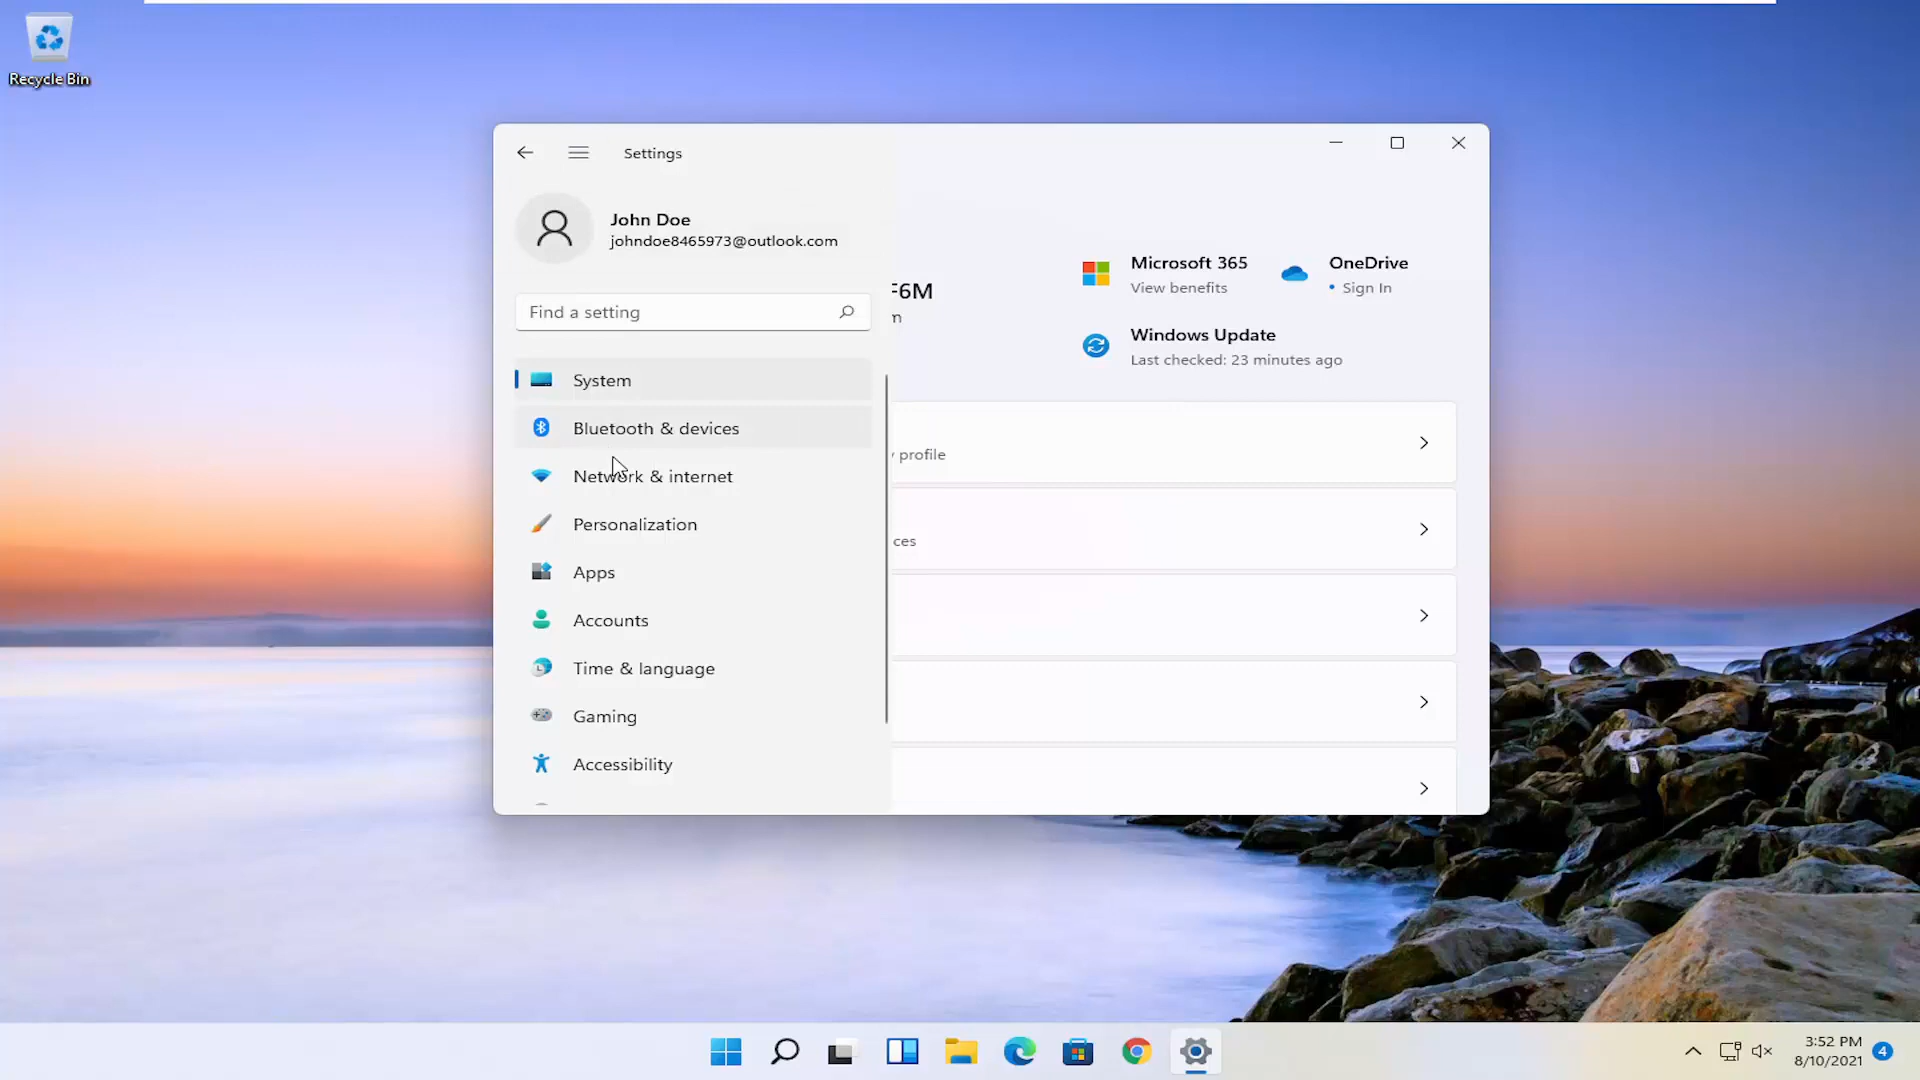 Recycle Bin
Settings
John Doe
johndoe8465973@outlook.com
Find a setting
System
Bluetooth & devices
Network & internet
Personalization
Apps
Accounts
Time & language
Gaming
Accessibility
F6M
m
Microsoft 365
View benefits
OneDrive
• Sign In
Windows Update
Last checked: 23 minutes ago
profile
ces
3:52 PM
8/10/2021
4